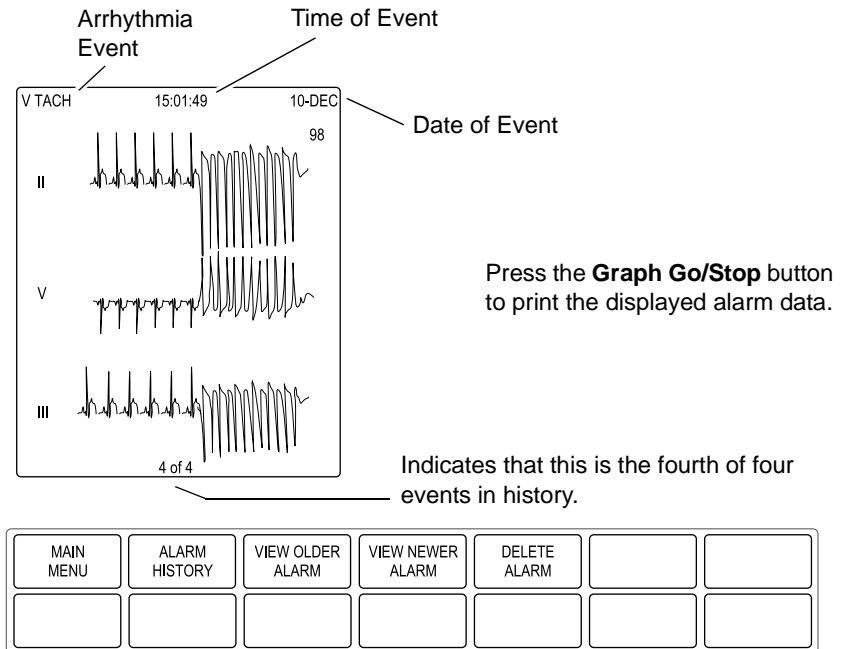 Arrhythmia
Event
Time of Event
V TACH 15:01:49 10-DEC
Date of Event
98
II
V
Press the Graph Go/Stop button
to print the displayed alarm data.
III
4 of 4
Indicates that this is the fourth of four
events in history.
MAIN
MENU
ALARM
HISTORY
VIEW OLDER
ALARM
VIEW NEWER
ALARM
DELETE
ALARM